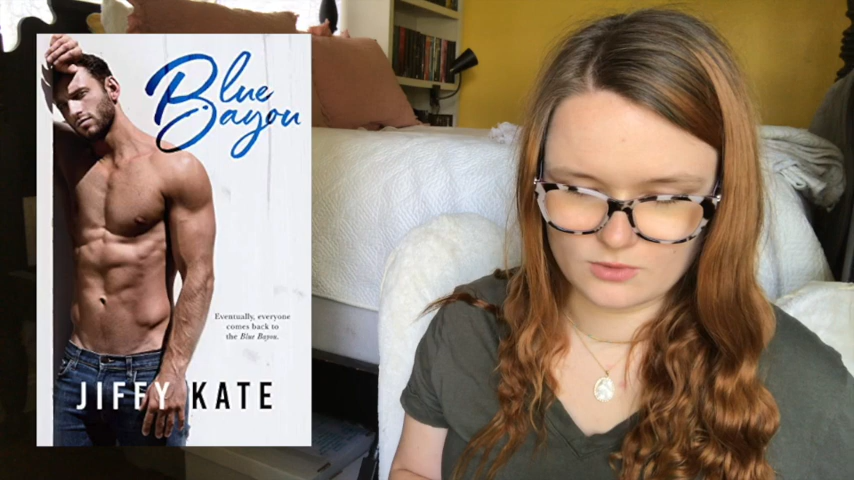 Blue
Bayou
Eventually, everyone
comes back to
the Blue Bayou.
JIFFY KATE